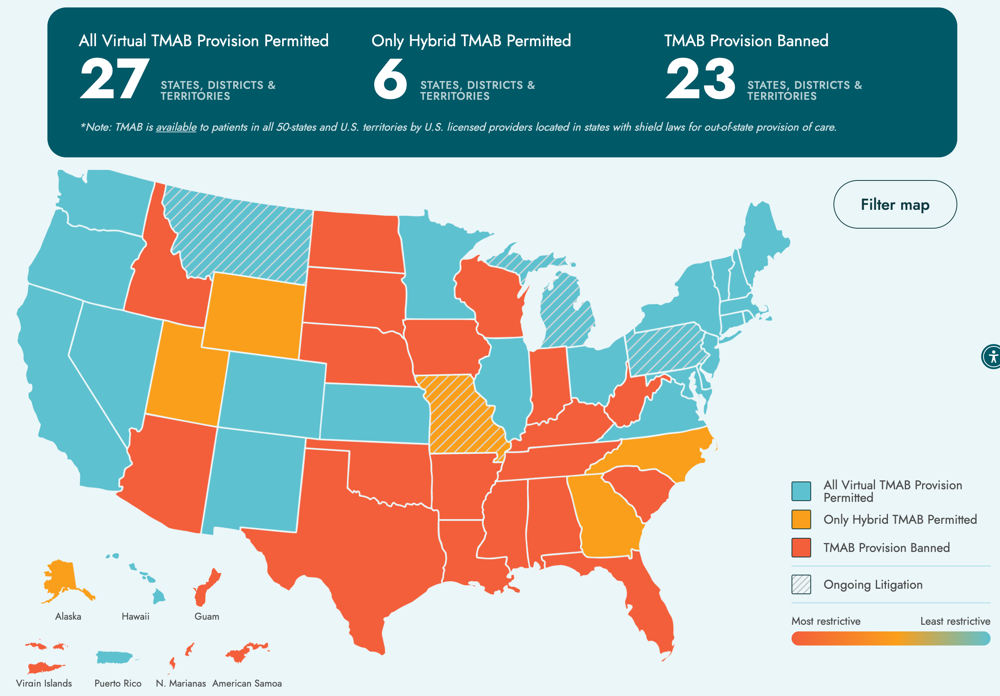 All Virtual TMAB Provision Permitted
27
STATES, DISTRICTS &
TERRITORIES
Only Hybrid TMAB Permitted
6
STATES, DISTRICTS &
TERRITORIES
TMAB Provision Banned
23
STATES, DISTRICTS &
TERRITORIES
*Note: TMAB is available to patients in all 50-states and U.S. territories by U.S. licensed providers located in states with shield laws for out-of-state provision of care.
Filter map
All Virtual TMAB Provision
Permitted
Only Hybrid TMAB Permitted
TMAB Provision Banned
Ongoing Litigation
Most restrictive
Least restrictive
Alaska
Hawaii
Guam
Virgin Islands
Puerto Rico
N. Marianas
American Samoa